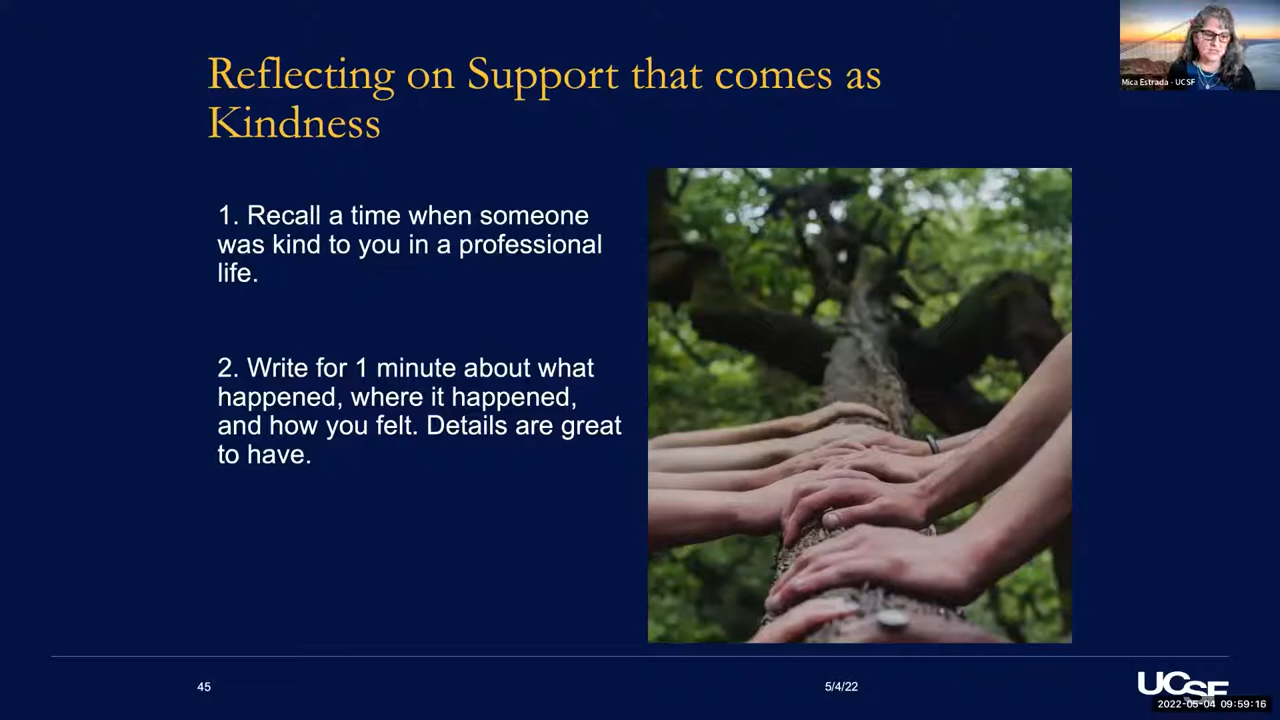 Reflecting on Support that comes as
Kindness
Mica Estrada - UCSF
1. Recall a time when someone
was kind to you in a professional
life.
2. Write for 1 minute about what
happened, where it happened,
and how you felt. Details are great
to have.
45
5/4/22
UCSF
2022-05-04 09:59:16